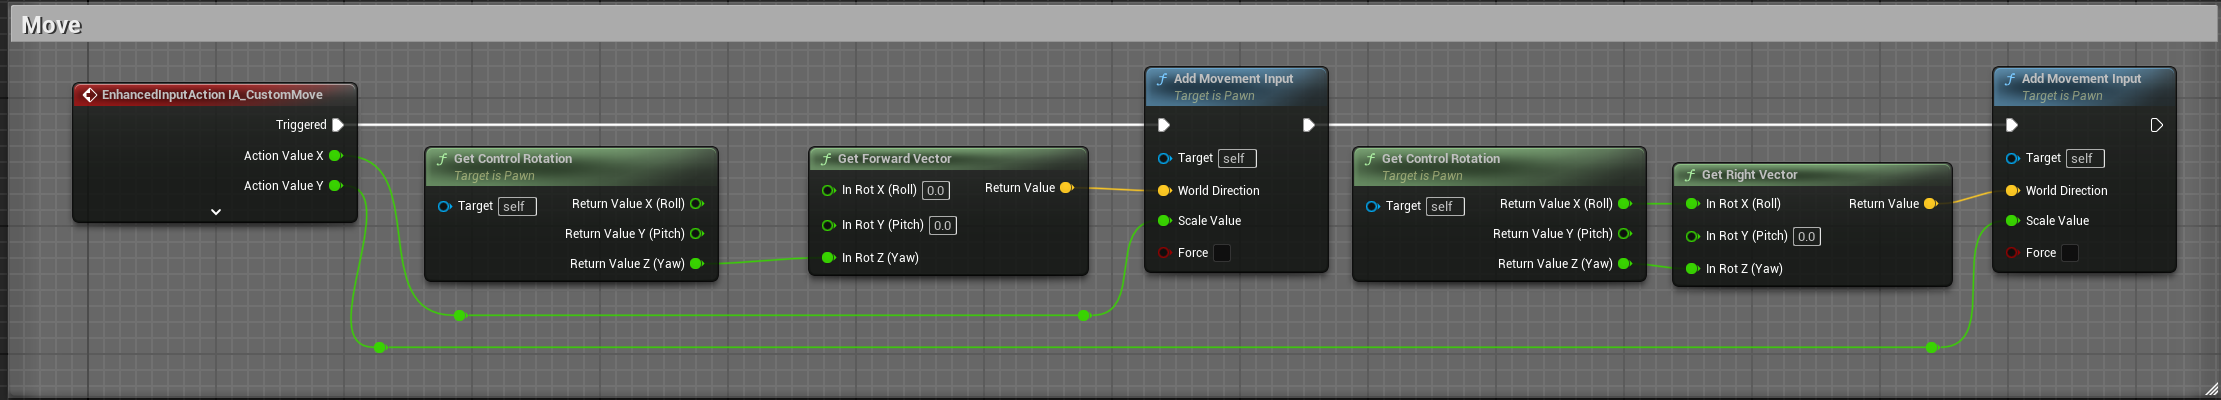 Move
EnhancedInputAction IA_CustomMove
Triggered
Action Value X
Action Value Y
Get Control Rotation
Target is Pawn
Target self
Return Value X (Roll)
Return Value Y (Pitch)
Return Value Z (Yaw)
Get Forward Vector
In Rot X (Roll) 0.0
Return Value
In Rot Y (Pitch) 0.0
In Rot Z (Yaw)
Add Movement Input
Target is Pawn
Target self
World Direction
Scale Value
Force
Get Control Rotation
Target is Pawn
Target self
Return Value X (Roll)
Return Value Y (Pitch)
Return Value Z (Yaw)
Get Right Vector
In Rot X (Roll)
Return Value
In Rot Y (Pitch) 0.0
In Rot Z (Yaw)
Add Movement Input
Target is Pawn
Target self
World Direction
Scale Value
Force